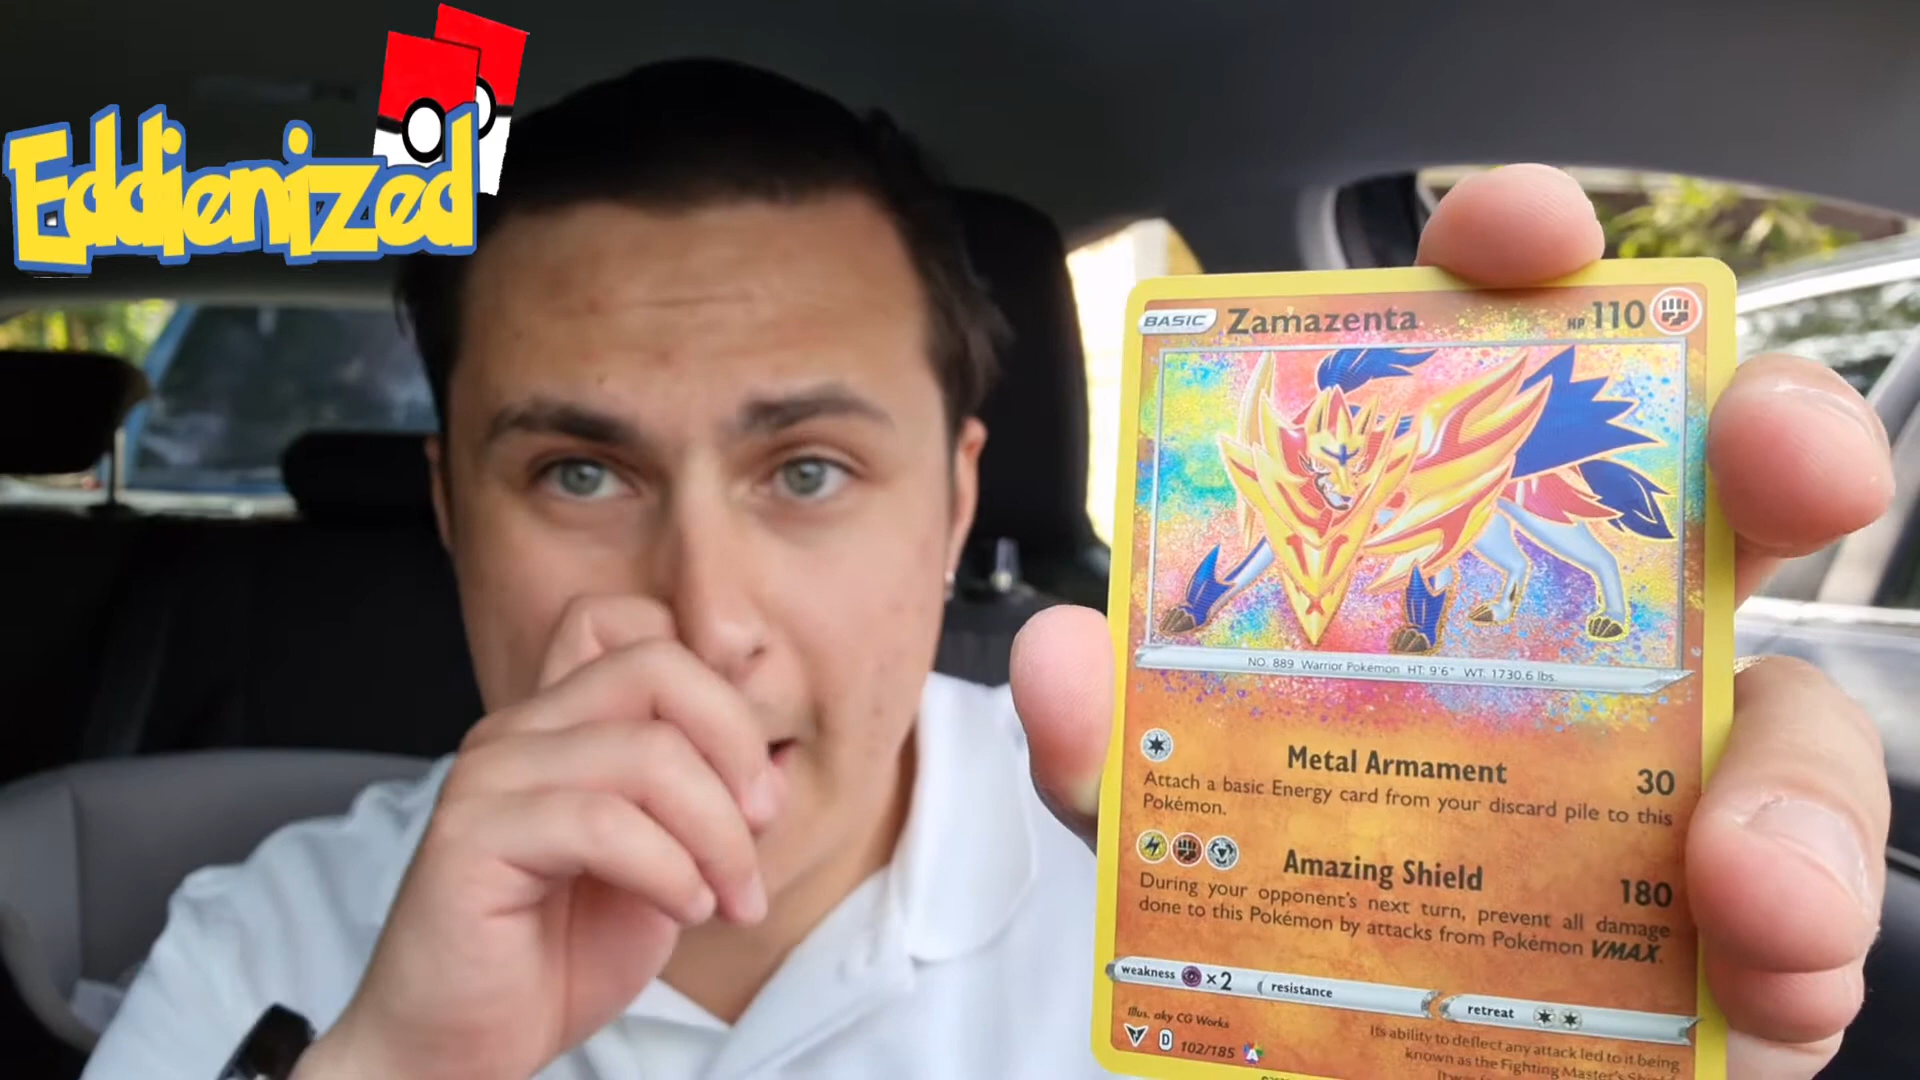 Eddienized
BASIC Zamazenta HP 110
NO. 889 Warrior Pokémon HT: 9'6" WT: 1730.6 lbs.
Metal Armament 30
Attach a basic Energy card from your discard pile to this
Pokémon.
Amazing Shield 180
During your opponent's next turn, prevent all damage
done to this Pokémon by attacks from Pokémon VMAX.
weakness ×2 resistance retreat
Illus. aky CG Works
D 102/185 A
Its ability to deflect any attack led to it being
known as the Fighting Master's Shield.